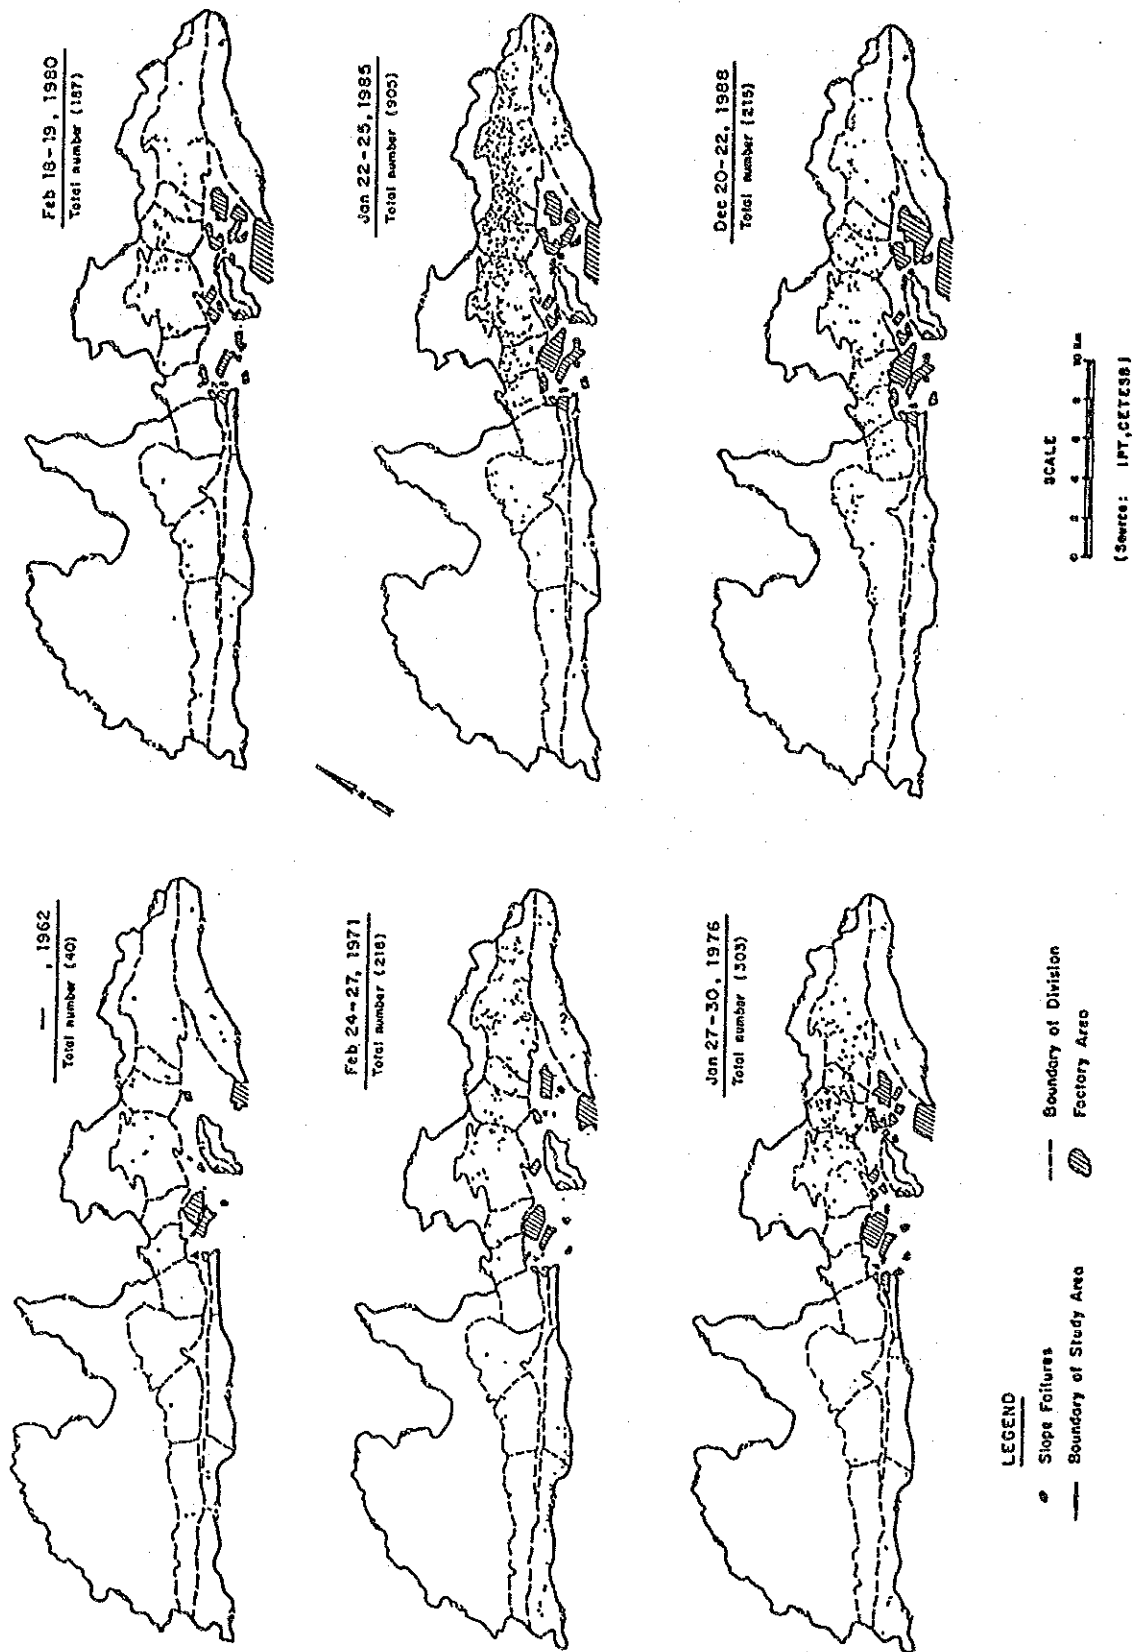 —, 1962
Total number (40)
Feb 24-27, 1971
Total number (218)
Jan 27-30, 1976
Total number (303)
Feb 18-19, 1980
Total number (187)
Jan 22-25, 1985
Total number (905)
Dec 20-22, 1988
Total number (215)
LEGEND
Slope Failures
Boundary of Study Area
Boundary of Division
Factory Area
SCALE
0 2 4 6 8 10 Km
(Source: IPT, CETESB)